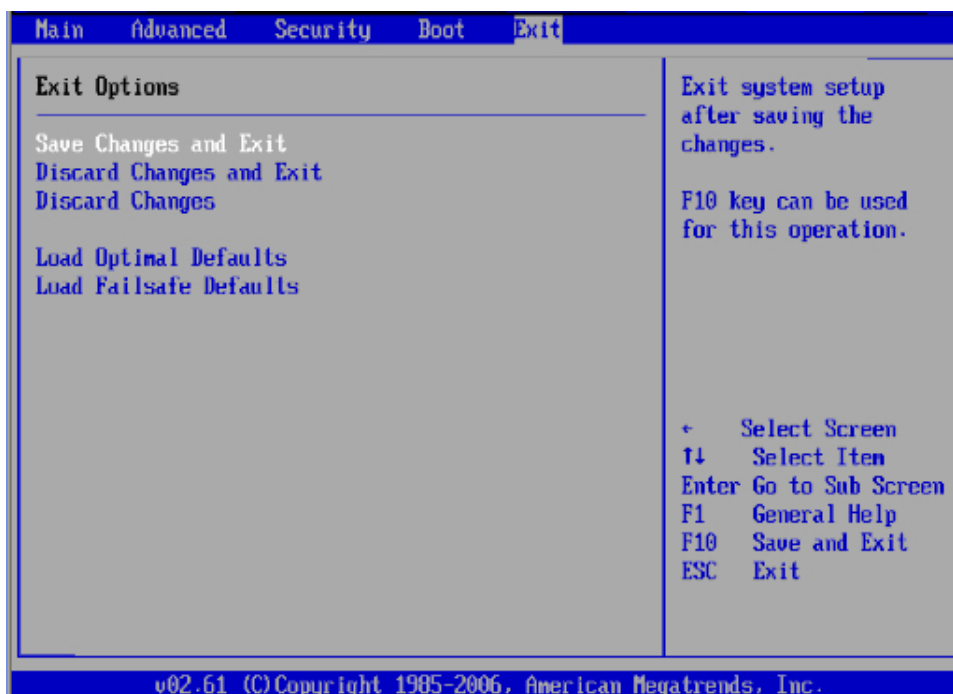 Main Advanced Security Boot Exit
Exit Options
Save Changes and Exit
Discard Changes and Exit
Discard Changes
Load Optimal Defaults
Load Failsafe Defaults
Exit system setup
after saving the
changes.
F10 key can be used
for this operation.
← Select Screen
↑↓ Select Item
Enter Go to Sub Screen
F1 General Help
F10 Save and Exit
ESC Exit
v02.61 (C)Copyright 1985-2006, American Megatrends, Inc.